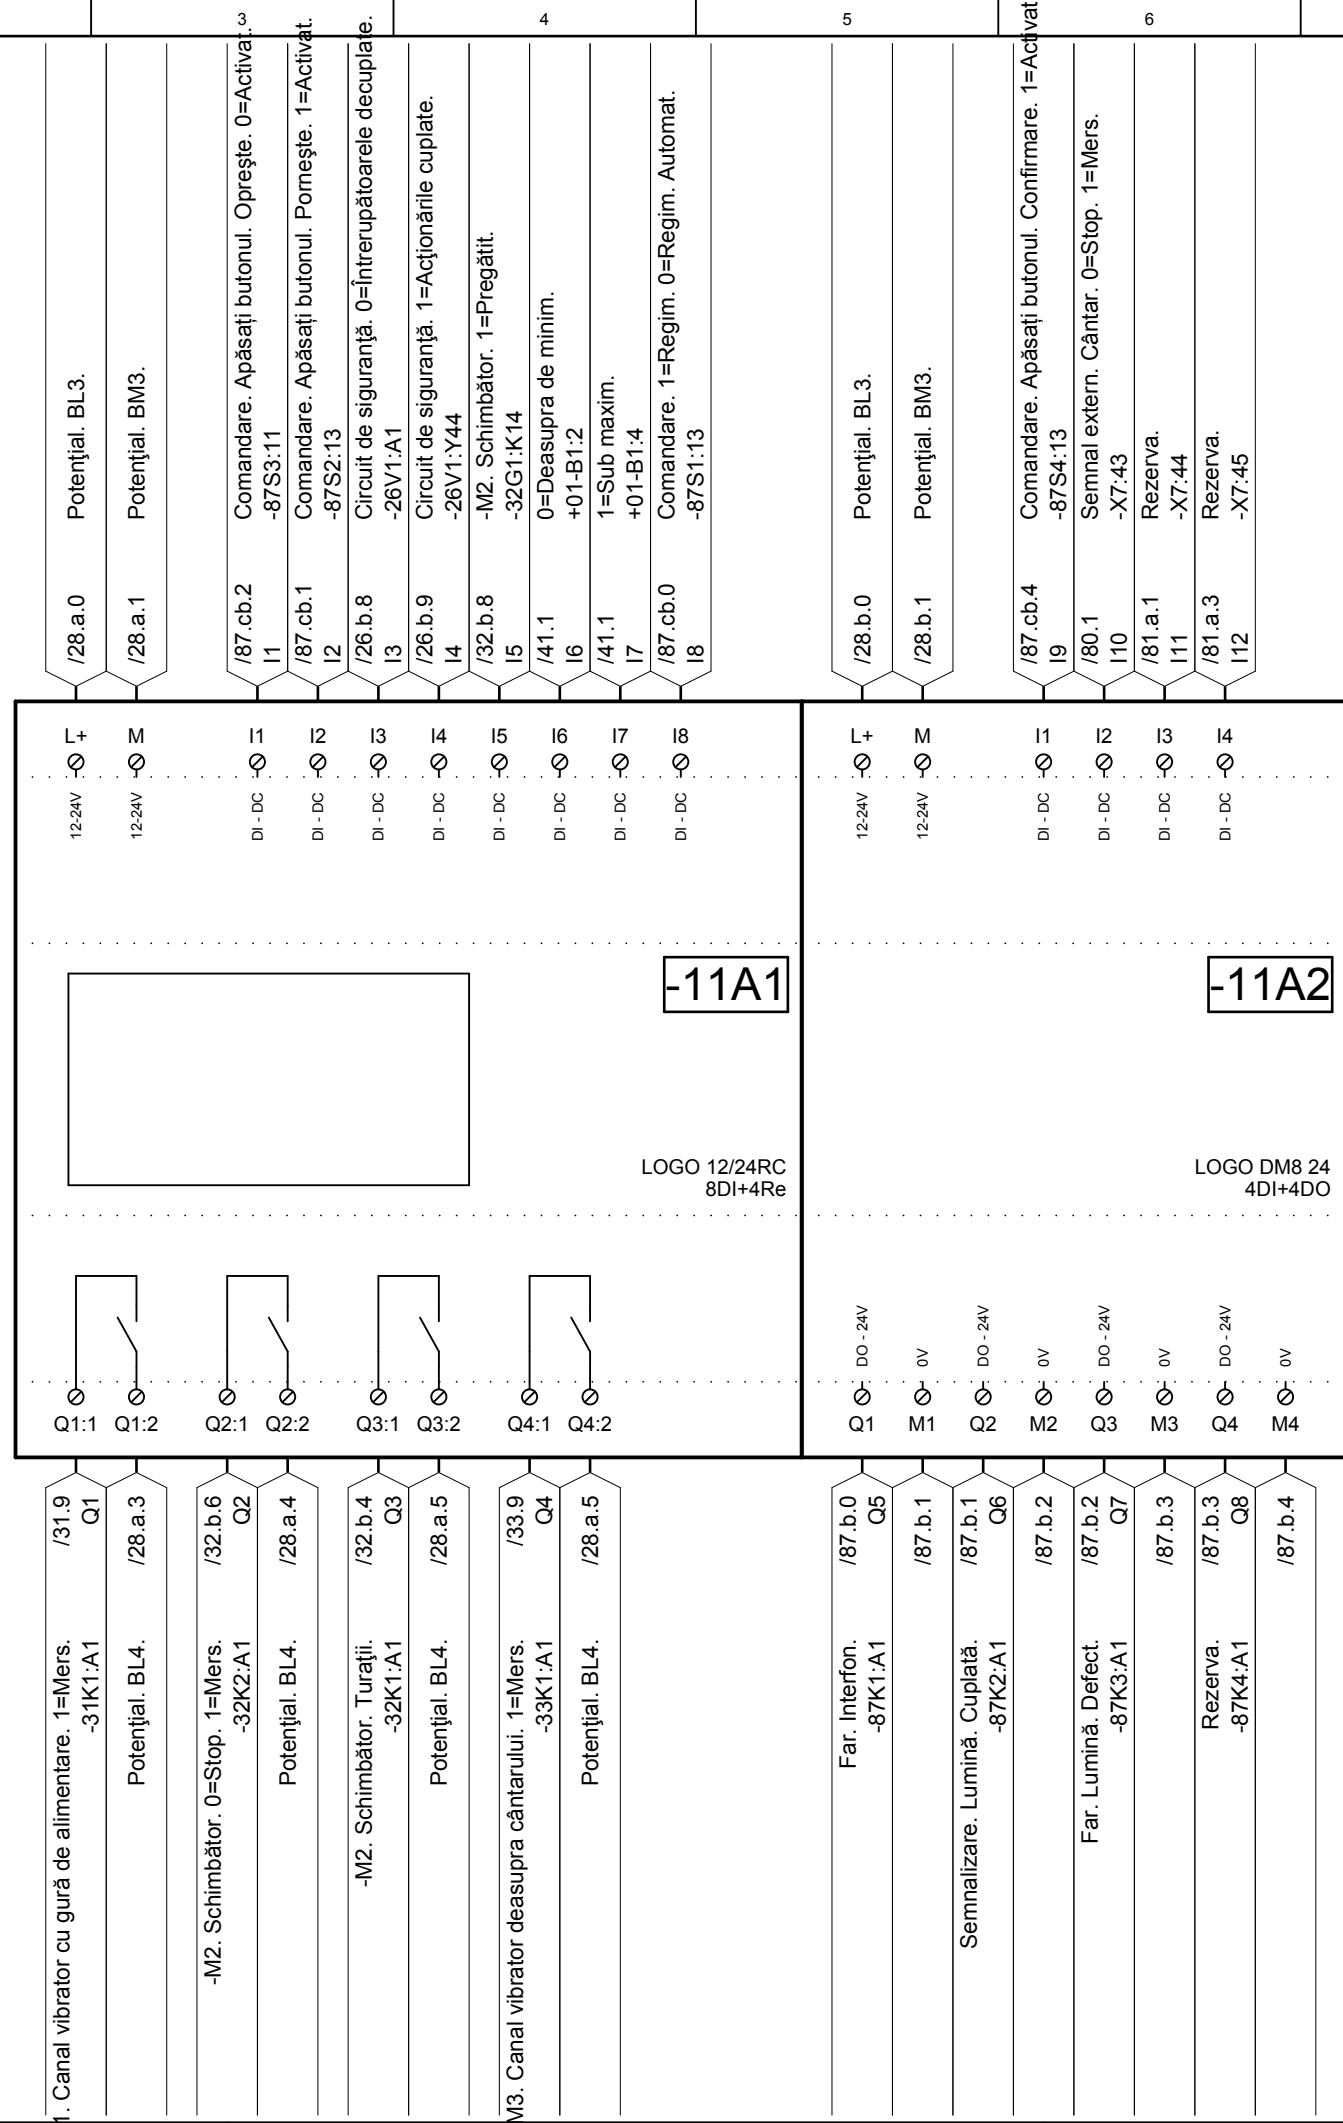 3
4
5
6
/28.a.0 Potenţial. BL3.
/28.a.1 Potenţial. BM3.
/87.cb.2 Comandare. Apăsați butonul. Oprește. 0=Activat.
I1 -87S3:11
/87.cb.1 Comandare. Apăsați butonul. Pornește. 1=Activat.
I2 -87S2:13
/26.b.8 Circuit de siguranţă. 0=Întrerupătoarele decuplate.
I3 -26V1:A1
/26.b.9 Circuit de siguranţă. 1=Acţionările cuplate.
I4 -26V1:Y44
/32.b.8 -M2. Schimbător. 1=Pregătit.
I5 -32G1:K14
/41.1 0=Deasupra de minim.
I6 +01-B1:2
/41.1 1=Sub maxim.
I7 +01-B1:4
/87.cb.0 Comandare. 1=Regim. 0=Regim. Automat.
I8 -87S1:13
/28.b.0 Potenţial. BL3.
/28.b.1 Potenţial. BM3.
/87.cb.4 Comandare. Apăsați butonul. Confirmare. 1=Activat
I9 -87S4:13
/80.1 Semnal extern. Cântar. 0=Stop. 1=Mers.
I10 -X7:43
/81.a.1 Rezerva.
I11 -X7:44
/81.a.3 Rezerva.
I12 -X7:45
L+ M I1 I2 I3 I4 I5 I6 I7 I8
12-24V 12-24V DI - DC DI - DC DI - DC DI - DC DI - DC DI - DC DI - DC DI - DC
L+ M I1 I2 I3 I4
12-24V 12-24V DI - DC DI - DC DI - DC DI - DC
-11A1
LOGO 12/24RC
8DI+4Re
-11A2
LOGO DM8 24
4DI+4DO
Q1:1 Q1:2 Q2:1 Q2:2 Q3:1 Q3:2 Q4:1 Q4:2
DO - 24V 0V DO - 24V 0V DO - 24V 0V DO - 24V 0V
Q1 M1 Q2 M2 Q3 M3 Q4 M4
1. Canal vibrator cu gură de alimentare. 1=Mers. /31.9
-31K1:A1 Q1
Potenţial. BL4. /28.a.3
-M2. Schimbător. 0=Stop. 1=Mers. /32.b.6
-32K2:A1 Q2
Potenţial. BL4. /28.a.4
-M2. Schimbător. Turaţii. /32.b.4
-32K1:A1 Q3
Potenţial. BL4. /28.a.5
M3. Canal vibrator deasupra cântarului. 1=Mers. /33.9
-33K1:A1 Q4
Potenţial. BL4. /28.a.5
Far. Interfon. /87.b.0
-87K1:A1 Q5
/87.b.1
Semnalizare. Lumină. Cuplată. /87.b.1
-87K2:A1 Q6
/87.b.2
Far. Lumină. Defect. /87.b.2
-87K3:A1 Q7
/87.b.3
Rezerva. /87.b.3
-87K4:A1 Q8
/87.b.4